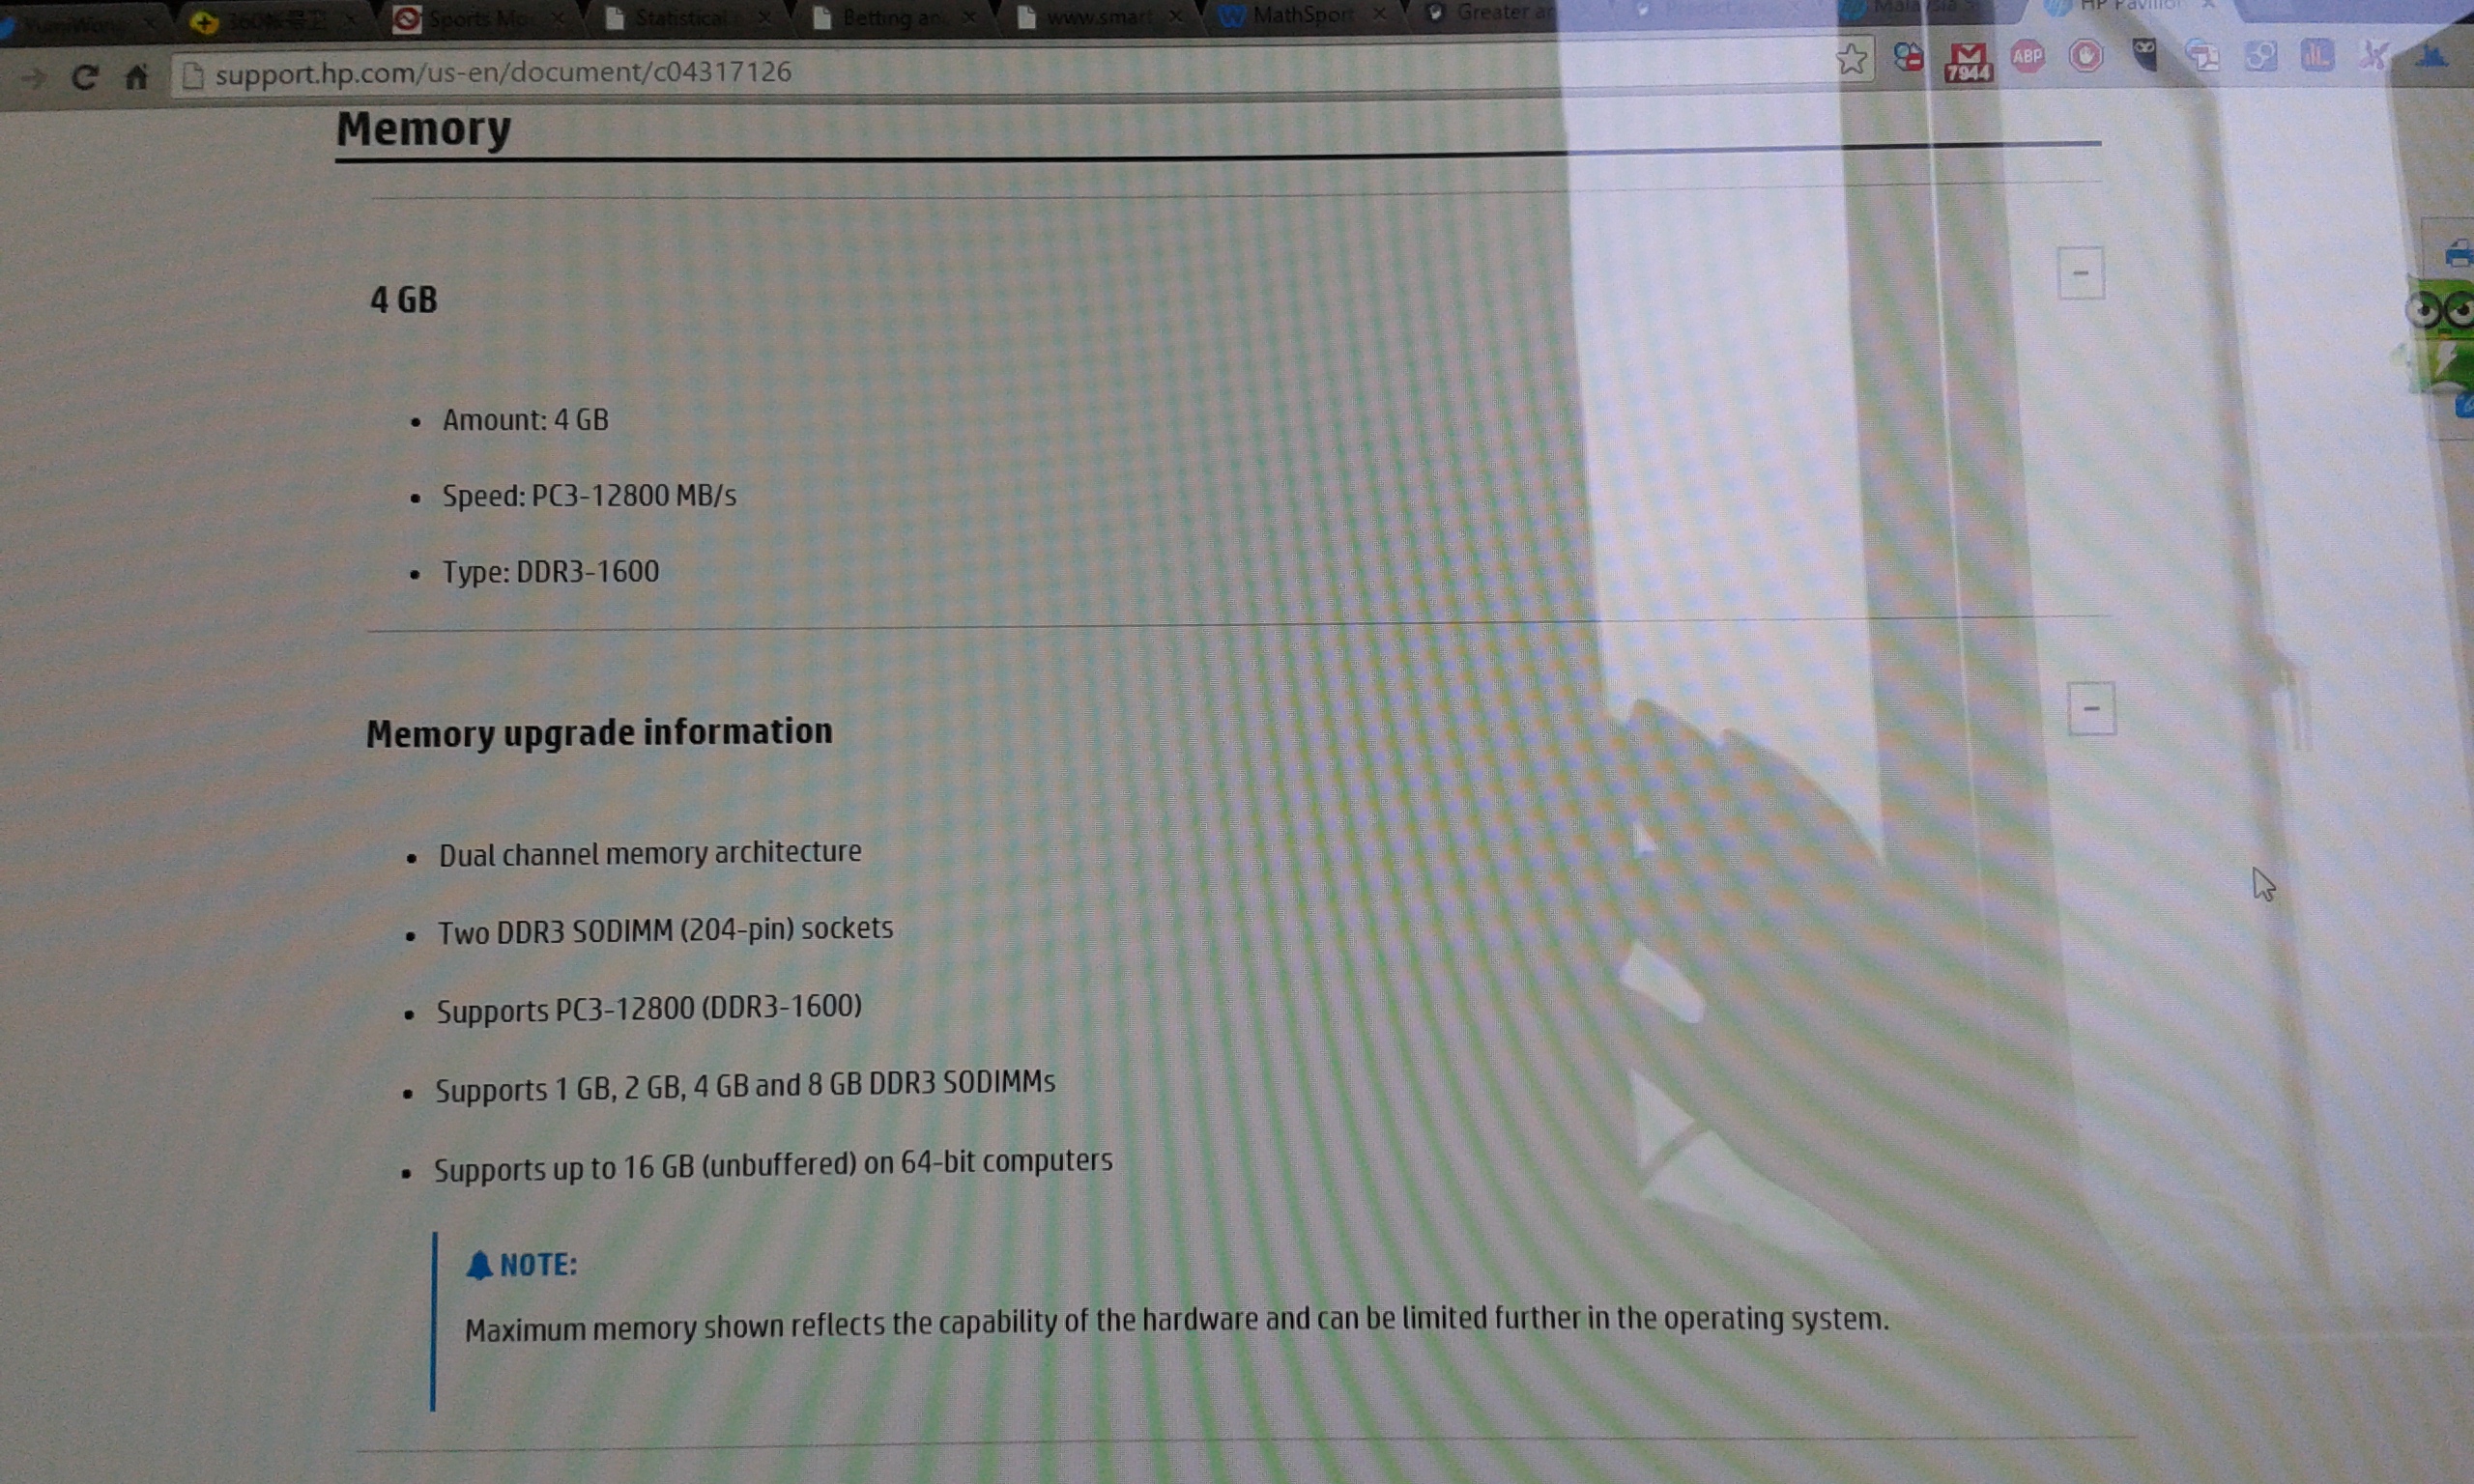 Sports Mo
Statistical
Betting an
www.smart
MathSport
Greater an
HP Pavilion
support.hp.com/us-en/document/c04317126
7944
ABP
Memory
4 GB
• Amount: 4 GB
• Speed: PC3-12800 MB/s
• Type: DDR3-1600
Memory upgrade information
• Dual channel memory architecture
• Two DDR3 SODIMM (204-pin) sockets
• Supports PC3-12800 (DDR3-1600)
• Supports 1 GB, 2 GB, 4 GB and 8 GB DDR3 SODIMMs
• Supports up to 16 GB (unbuffered) on 64-bit computers
NOTE:
Maximum memory shown reflects the capability of the hardware and can be limited further in the operating system.